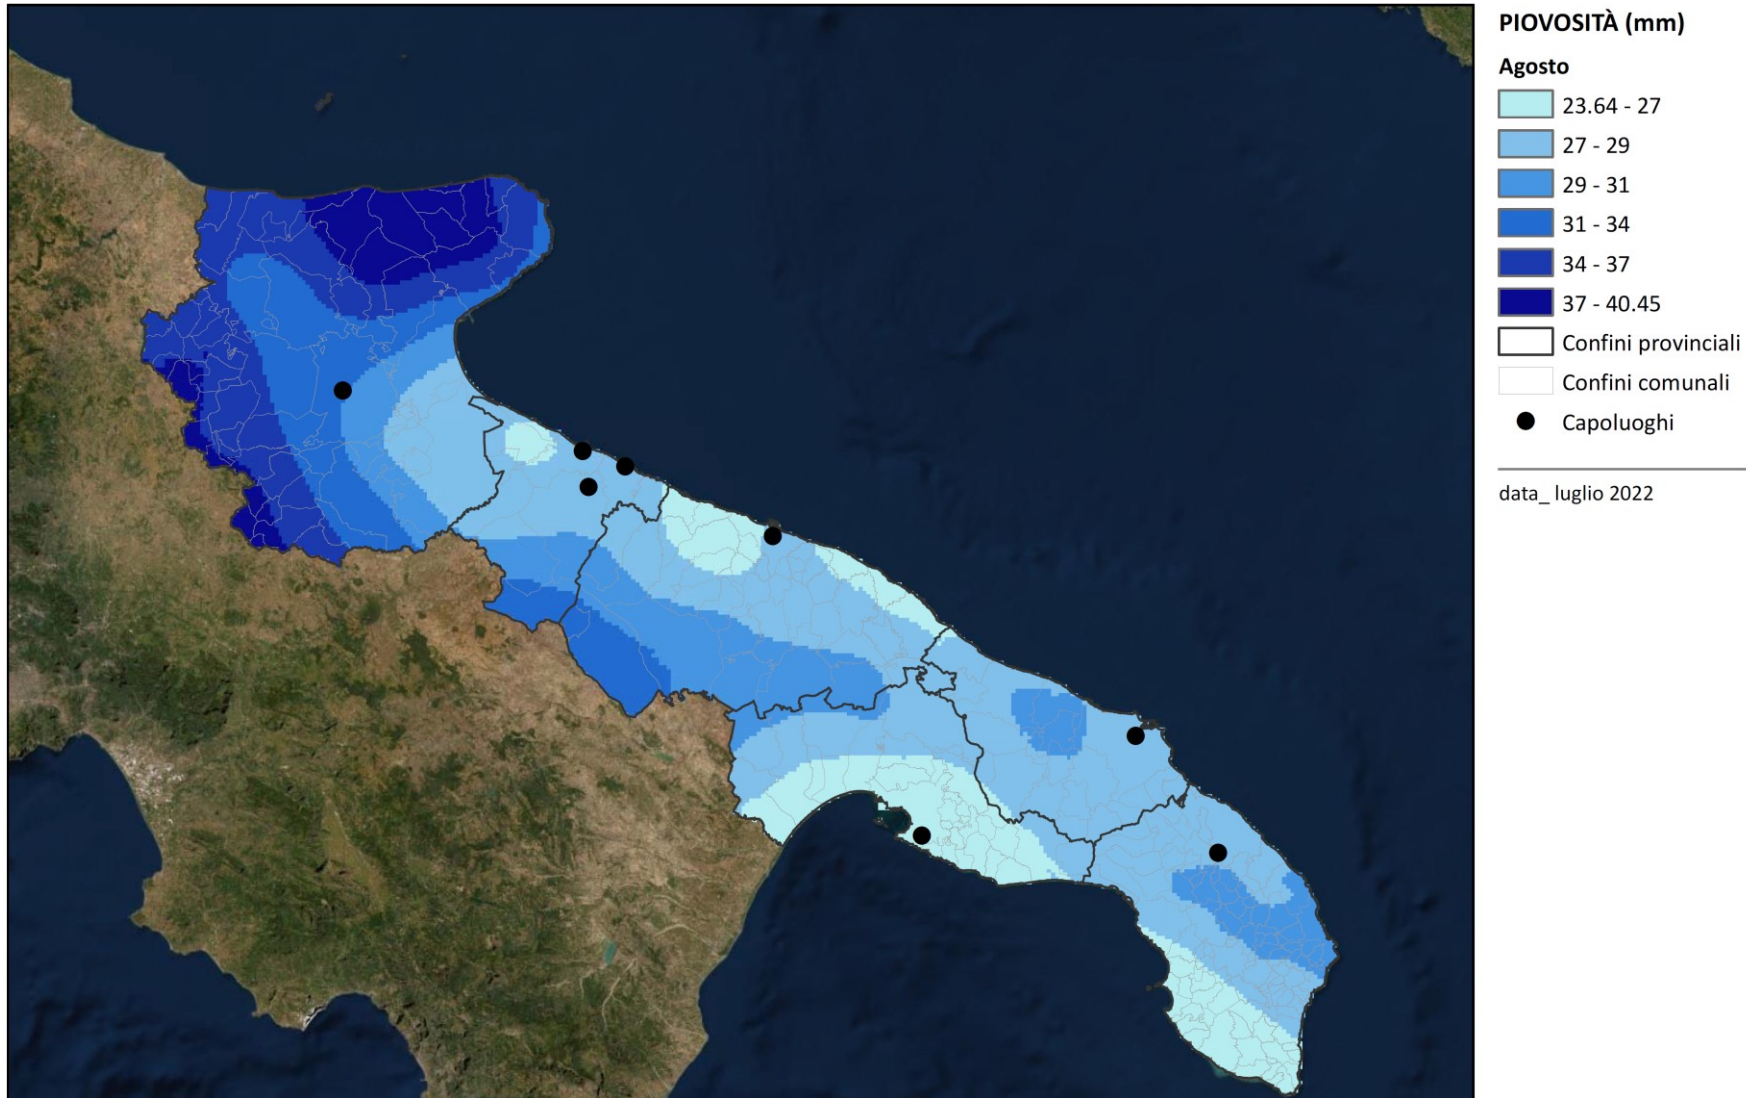 PIOVOSITÀ (mm)
Agosto
23.64 - 27
27 - 29
29 - 31
31 - 34
34 - 37
37 - 40.45
Confini provinciali
Confini comunali
Capoluoghi
data_ luglio 2022